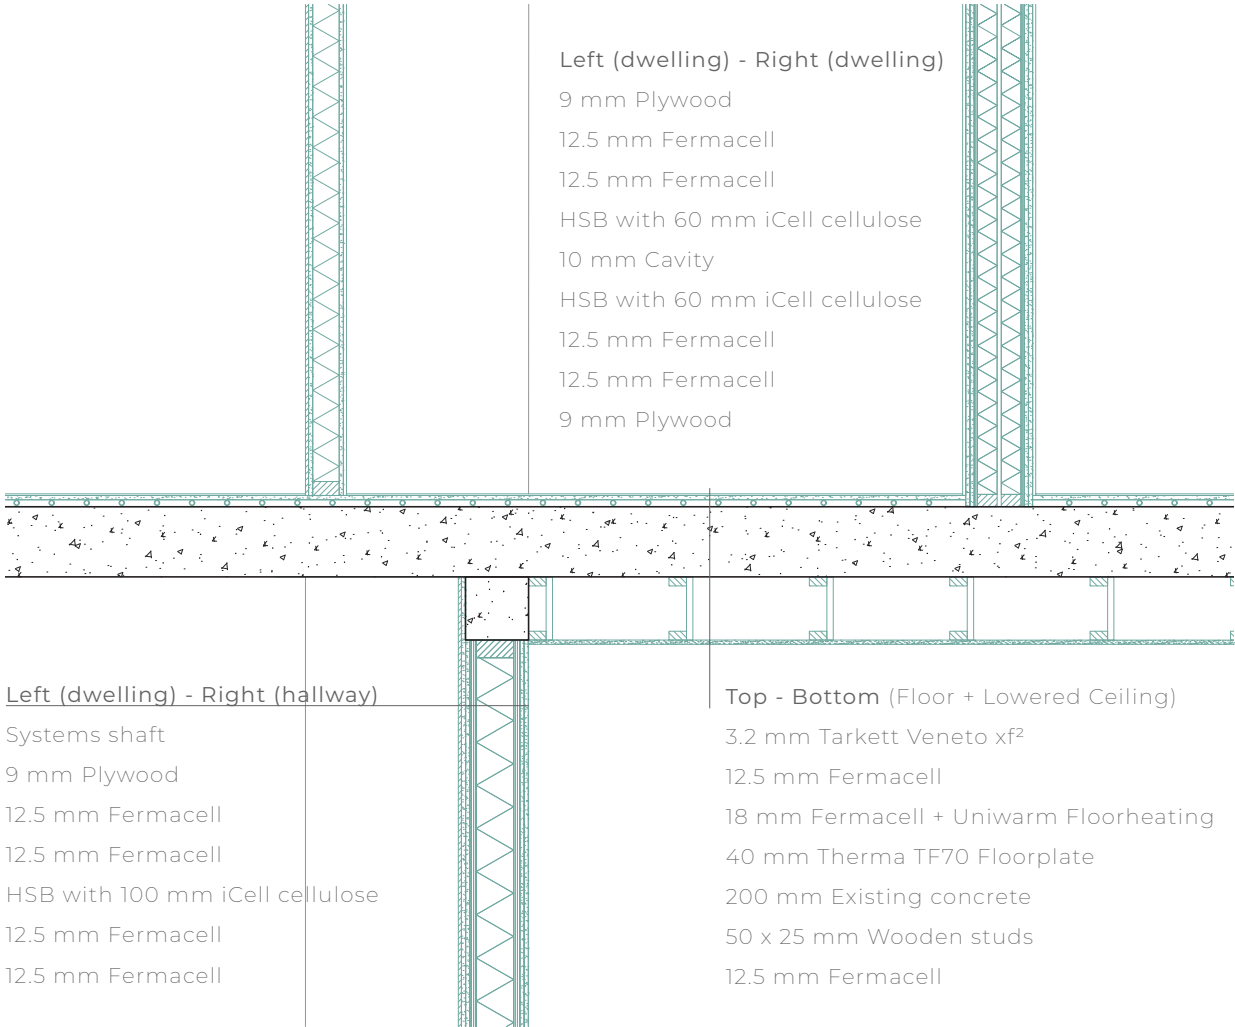 Left (dwelling) - Right (dwelling)
9 mm Plywood
12.5 mm Fermacell
12.5 mm Fermacell
HSB with 60 mm iCell cellulose
10 mm Cavity
HSB with 60 mm iCell cellulose
12.5 mm Fermacell
12.5 mm Fermacell
9 mm Plywood
Left (dwelling) - Right (hallway)
Systems shaft
9 mm Plywood
12.5 mm Fermacell
12.5 mm Fermacell
HSB with 100 mm iCell cellulose
12.5 mm Fermacell
12.5 mm Fermacell
Top - Bottom (Floor + Lowered Ceiling)
3.2 mm Tarkett Veneto xf²
12.5 mm Fermacell
18 mm Fermacell + Uniwarm Floorheating
40 mm Therma TF70 Floorplate
200 mm Existing concrete
50 x 25 mm Wooden studs
12.5 mm Fermacell